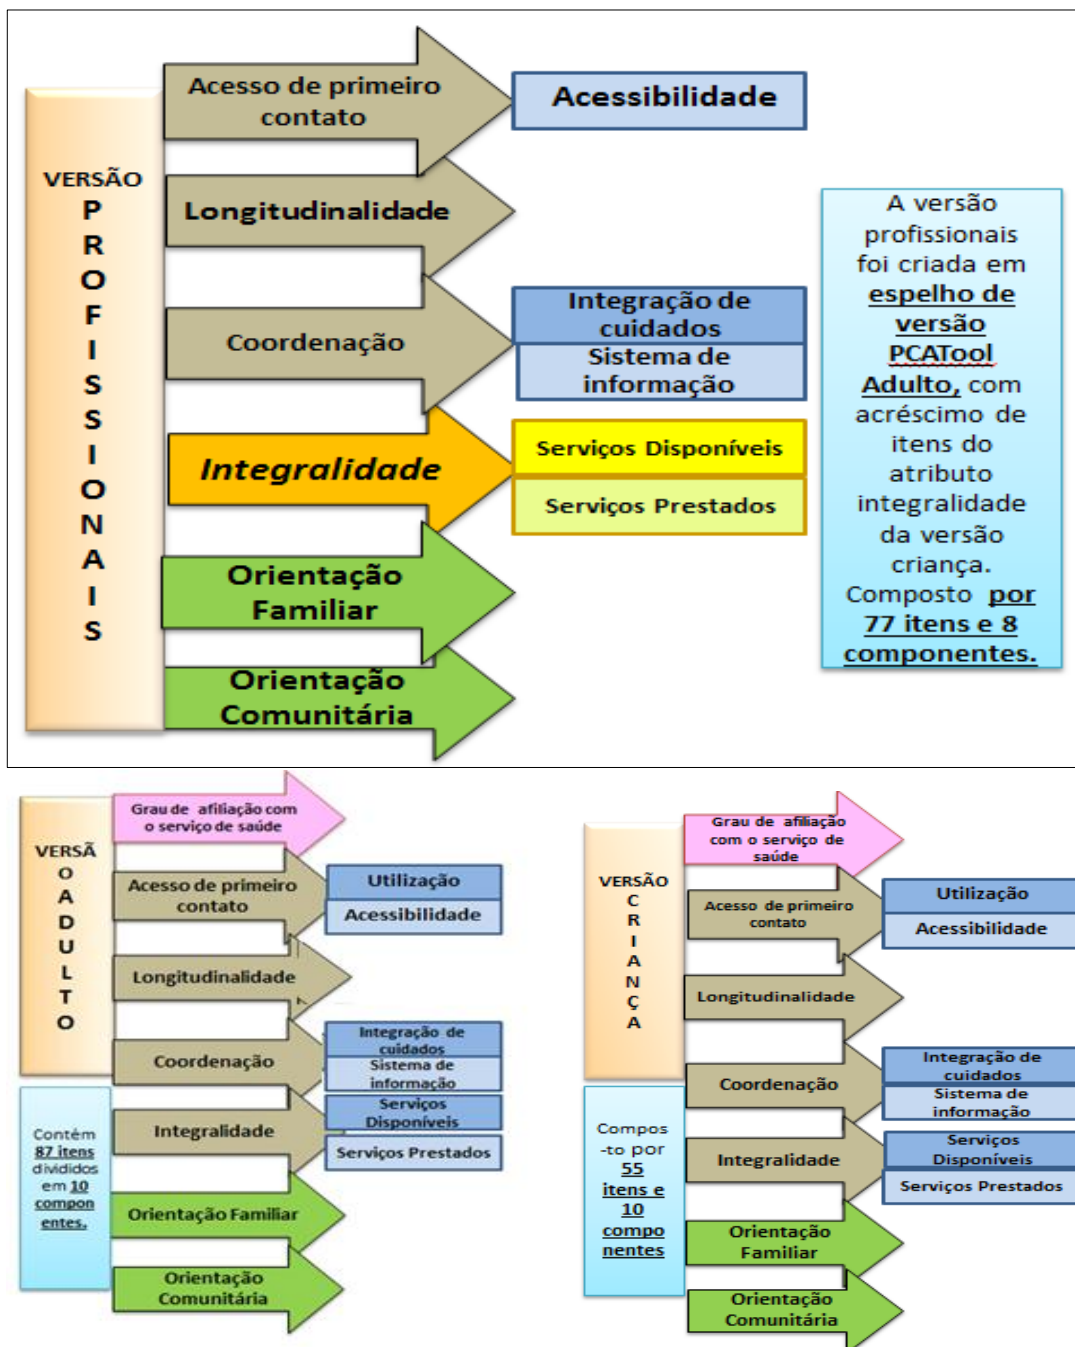 VERSÃO
P
R
O
F
I
S
S
I
O
N
A
I
S
Acesso de primeiro
contato
Acessibilidade
Longitudinalidade
Coordenação
Integração de
cuidados
Sistema de
informação
Integralidade
Serviços Disponíveis
Serviços Prestados
Orientação
Familiar
Orientação
Comunitária
A versão
profissionais
foi criada em
espelho de
versão
PCATool
Adulto, com
acréscimo de
itens do
atributo
integralidade
da versão
criança.
Composto por
77 itens e 8
componentes.
VERSÃ
O
A
D
U
L
T
O
Contém
87 itens
divididos
em 10
compon
entes.
Grau de afiliação com
o serviço de saúde
Acesso de primeiro
contato
Utilização
Acessibilidade
Longitudinalidade
Coordenação
Integração de
cuidados
Sistema de
informação
Integralidade
Serviços
Disponíveis
Serviços Prestados
Orientação Familiar
Orientação
Comunitária
VERSÃO
C
R
I
A
N
Ç
A
Compos
-to por
55
itens e
10
compo
nentes
Grau de afiliação
com o serviço de
saúde
Acesso de primeiro
contato
Utilização
Acessibilidade
Longitudinalidade
Coordenação
Integração de
cuidados
Sistema de
informação
Integralidade
Serviços
Disponíveis
Serviços Prestados
Orientação
Familiar
Orientação
Comunitária